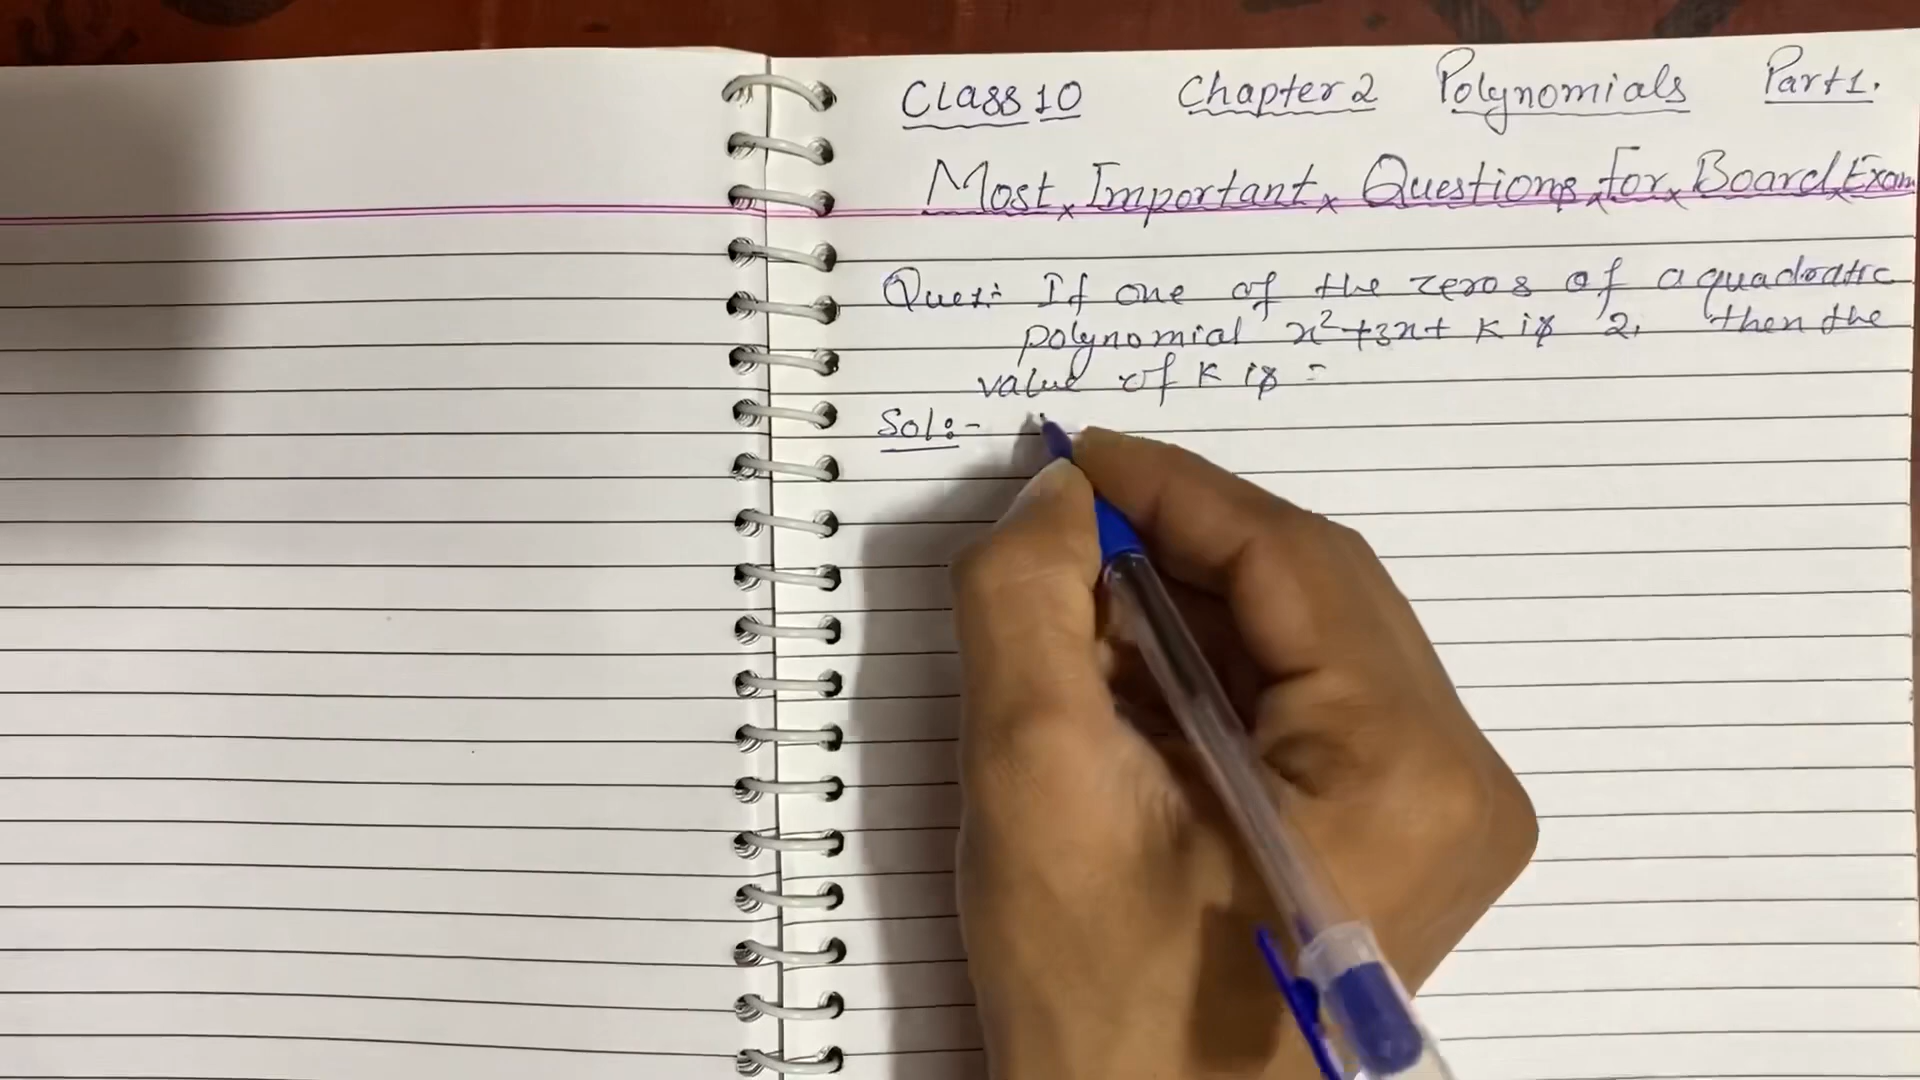 Class 10 Chapter 2 Polynomials Part 1.
Most Important Questions for Board Exam
Ques:- If one of the zeros of a quadratic
polynomial x²+3x+ K is 2, then the
value of K is =
Sol:-